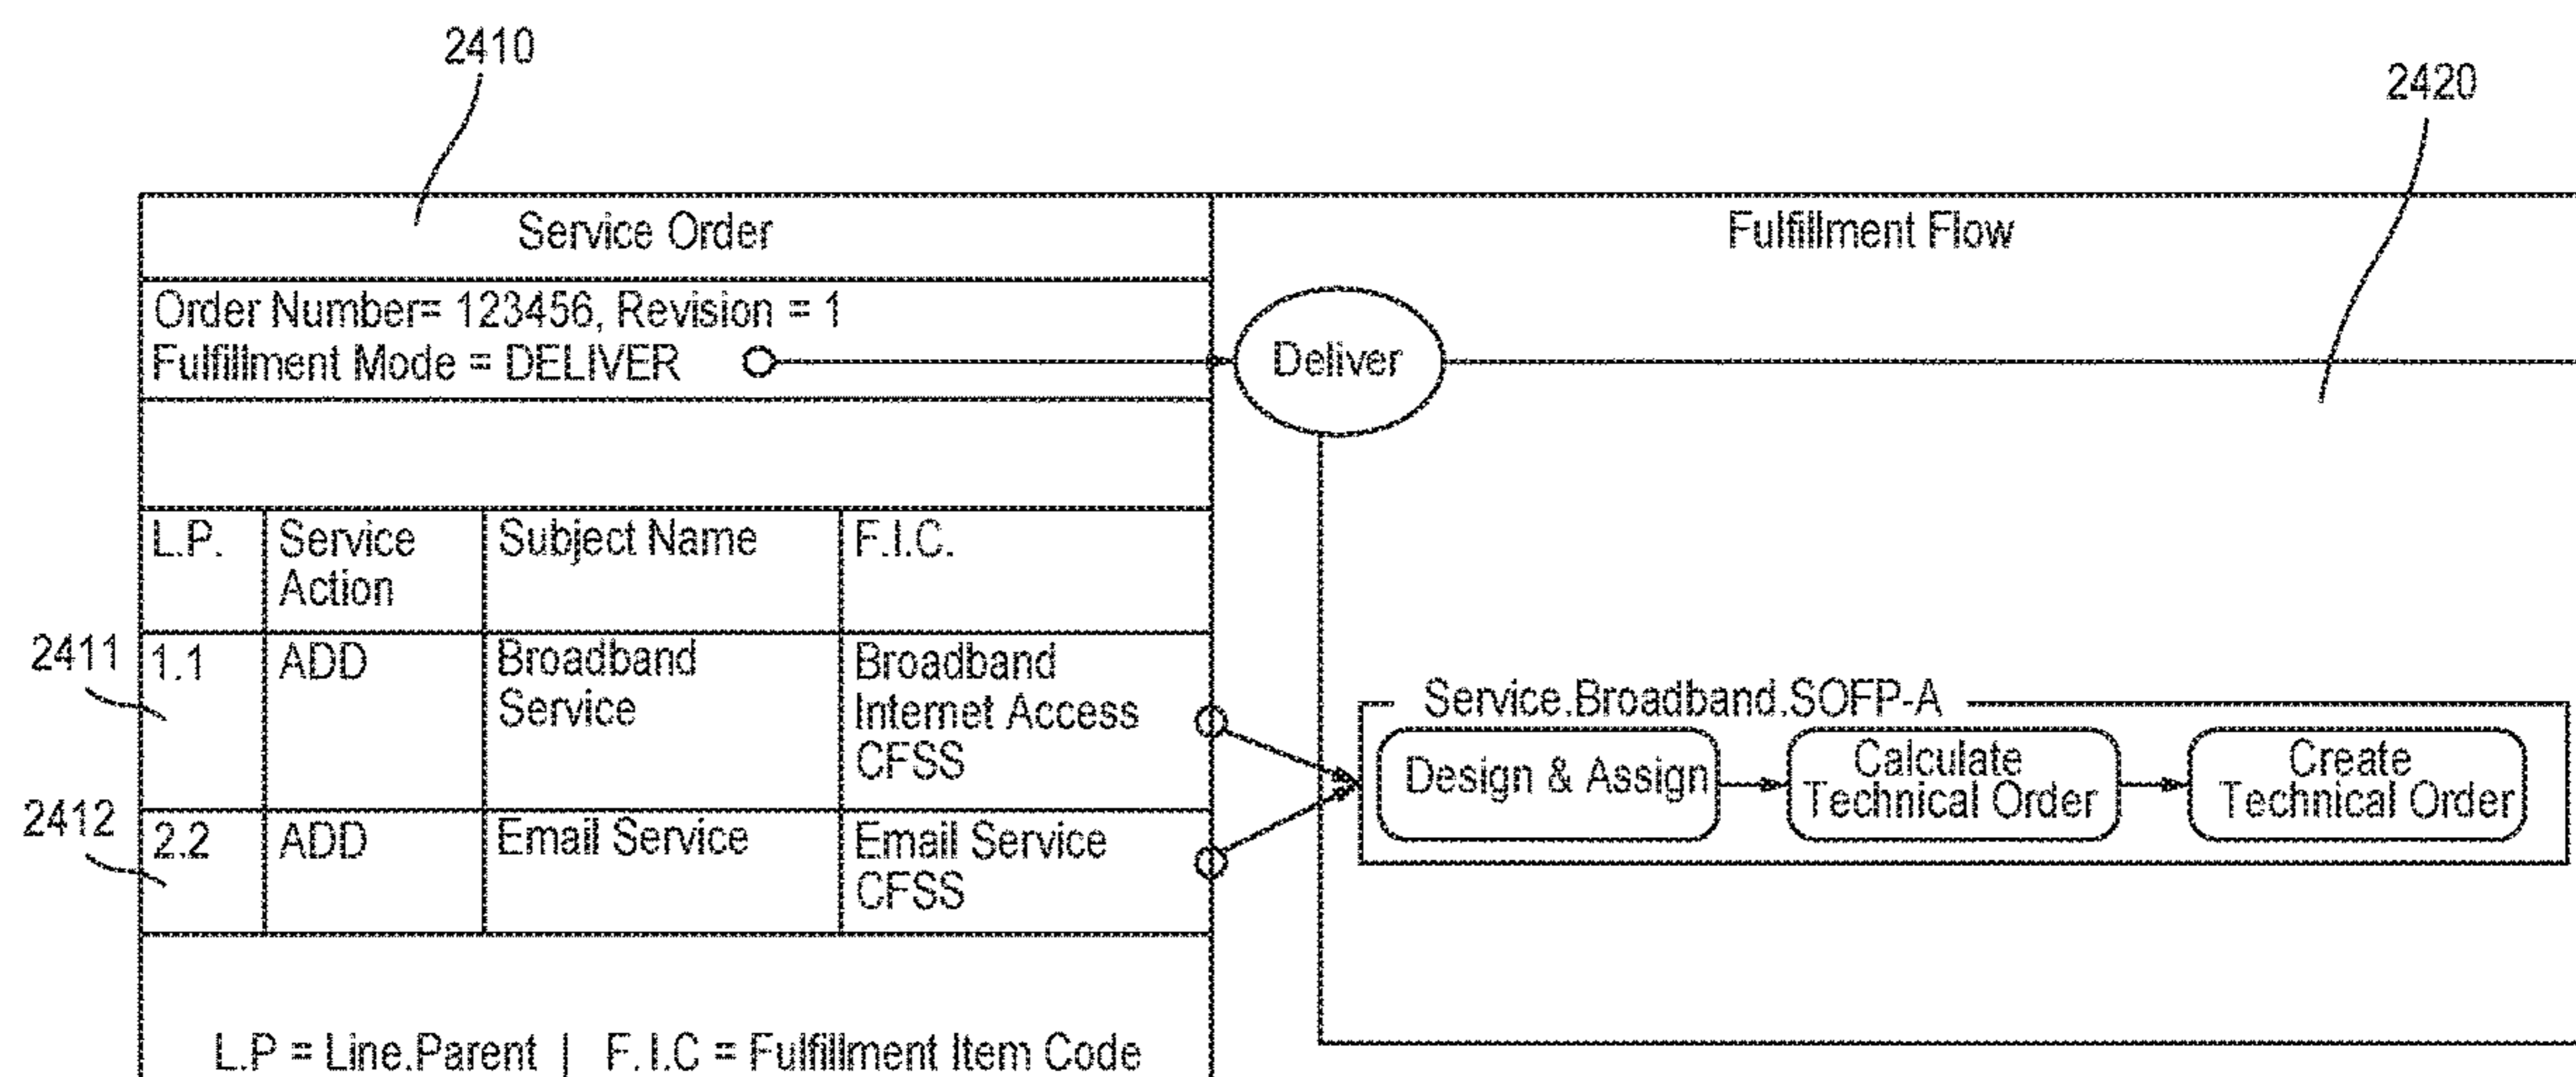 2410
2420
Service Order
Fulfillment Flow
Order Number= 123456, Revision = 1
Fulfillment Mode = DELIVER
Deliver
L.P.
Service
Action
Subject Name
F.I.C.
2411
1.1
ADD
Broadband
Service
Broadband
Internet Access
CFSS
Service.Broadband.SOFP-A
Design & Assign
Calculate
Technical Order
Create
Technical Order
2412
2.2
ADD
Email Service
Email Service
CFSS
L.P = Line.Parent | F.I.C = Fulfillment Item Code